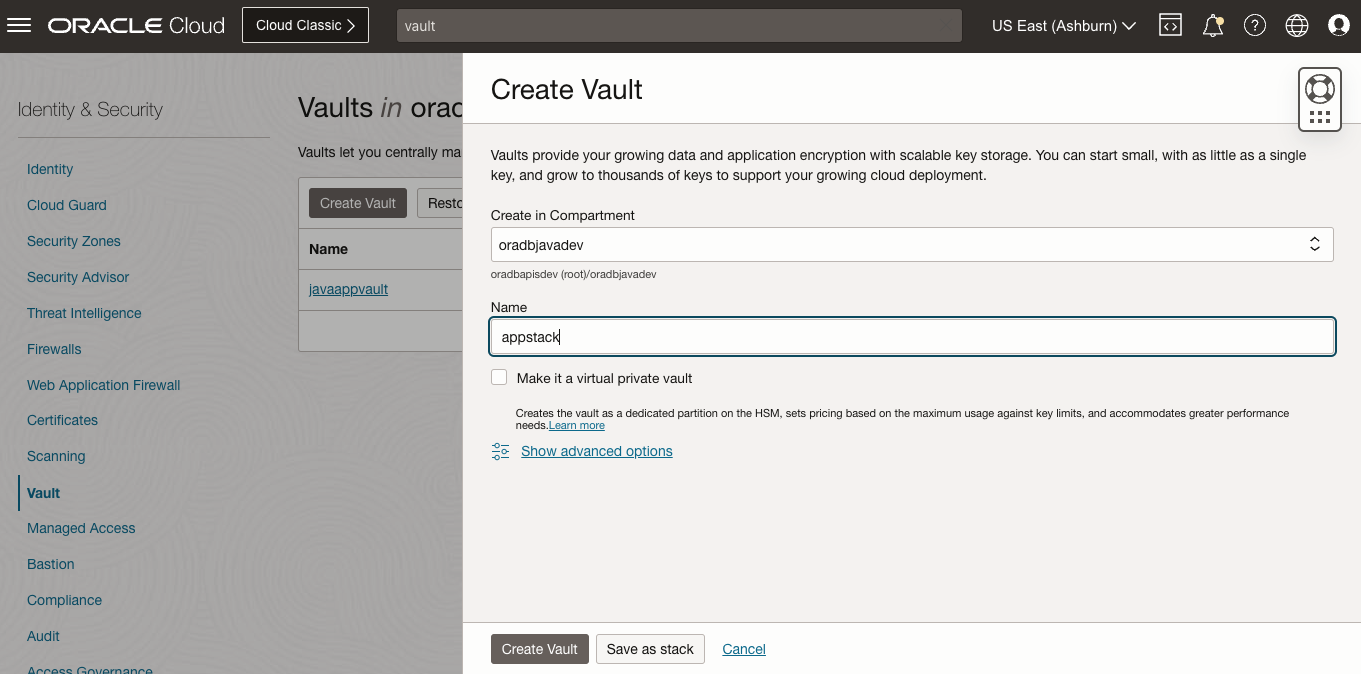 ORACLE Cloud
Cloud Classic
vault
US East (Ashburn)
Identity & Security
Identity
Cloud Guard
Security Zones
Security Advisor
Threat Intelligence
Firewalls
Web Application Firewall
Certificates
Scanning
Vault
Managed Access
Bastion
Compliance
Audit
Access Governance
Vaults in orac
Vaults let you centrally ma
Create Vault
Resto
Name
javaappvault
Create Vault
Vaults provide your growing data and application encryption with scalable key storage. You can start small, with as little as a single
key, and grow to thousands of keys to support your growing cloud deployment.
Create in Compartment
oradbjavadev
oradbapisdev (root)/oradbjavadev
Name
appstack
Make it a virtual private vault
Creates the vault as a dedicated partition on the HSM, sets pricing based on the maximum usage against key limits, and accommodates greater performance
needs.Learn more
Show advanced options
Create Vault
Save as stack
Cancel